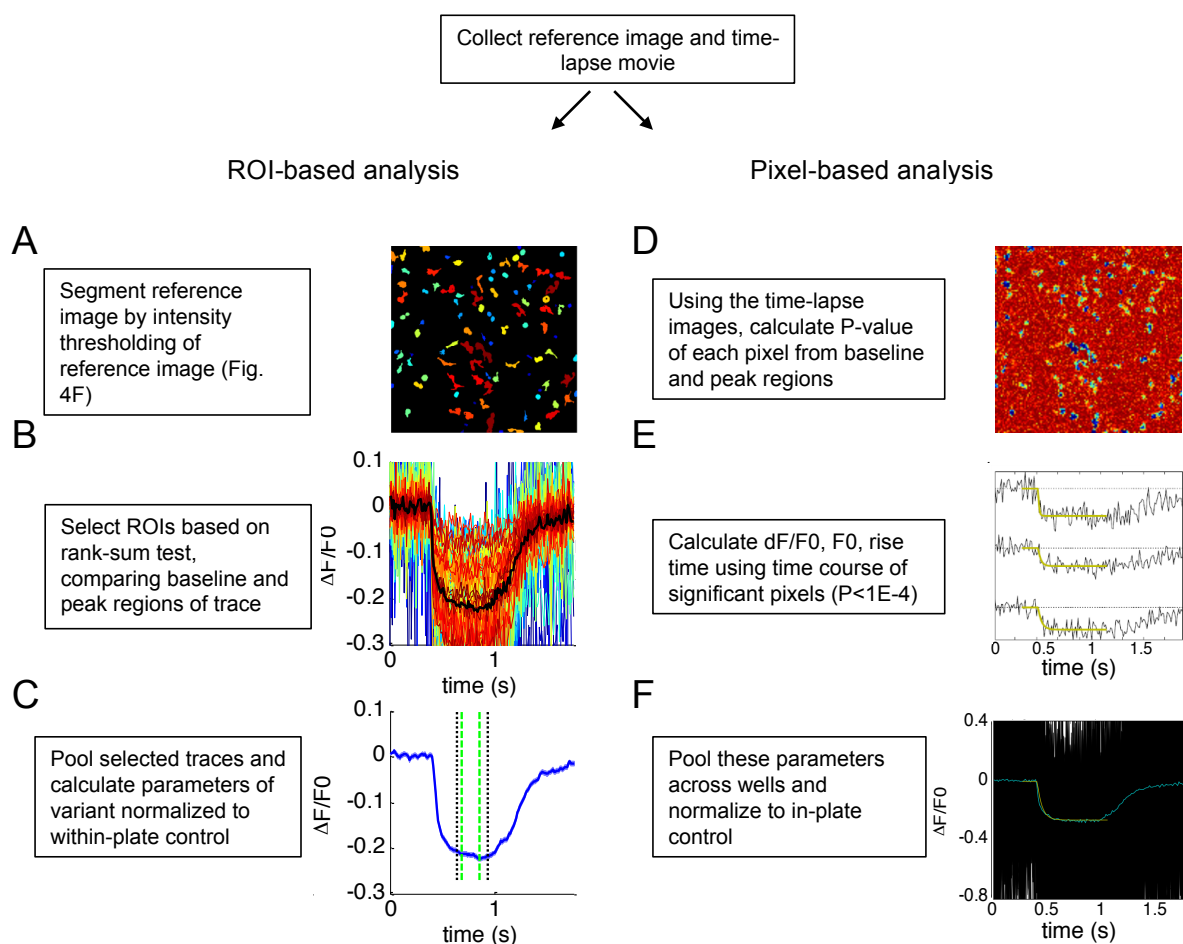 Collect reference image and time-
lapse movie
ROI-based analysis
Pixel-based analysis
A
Segment reference
image by intensity
thresholding of
reference image (Fig.
4F)
B
Select ROIs based on
rank-sum test,
comparing baseline and
peak regions of trace
0.1
0
-0.1
-0.2
-0.3
ΔF/F0
0
1
time (s)
C
Pool selected traces and
calculate parameters of
variant normalized to
within-plate control
0.1
0
-0.1
-0.2
-0.3
ΔF/F0
0
1
time (s)
D
Using the time-lapse
images, calculate P-value
of each pixel from baseline
and peak regions
E
Calculate dF/F0, F0, rise
time using time course of
significant pixels (P<1E-4)
0 0.5 1 1.5
time (s)
F
Pool these parameters
across wells and
normalize to in-plate
control
0.4
0
-0.4
-0.8
ΔF/F0
0 0.5 1 1.5
time (s)